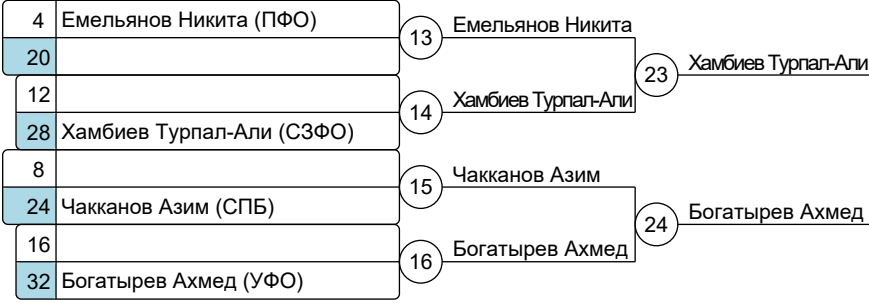 4 Емельянов Никита (ПФО)
20
13 Емельянов Никита
12
28 Хамбиев Турпал-Али (СЗФО)
14 Хамбиев Турпал-Али
23 Хамбиев Турпал-Али
8
24 Чакканов Азим (СПБ)
15 Чакканов Азим
16
32 Богатырев Ахмед (УФО)
16 Богатырев Ахмед
24 Богатырев Ахмед